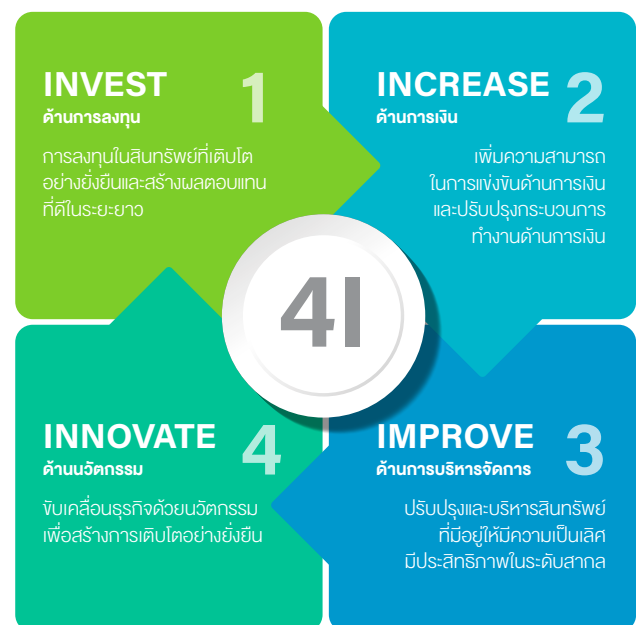 INVEST 1
ด้านการลงทุน
การลงทุนในสินทรัพย์ที่เติบโต
อย่างยั่งยืนและสร้างผลตอบแทน
ที่ดีในระยะยาว
INCREASE 2
ด้านการเงิน
เพิ่มความสามารถ
ในการแข่งขันด้านการเงิน
และปรับปรุงกระบวนการ
ทำงานด้านการเงิน
4I
INNOVATE 4
ด้านนวัตกรรม
ขับเคลื่อนธุรกิจด้วยนวัตกรรม
เพื่อสร้างการเติบโตอย่างยั่งยืน
IMPROVE 3
ด้านการบริหารจัดการ
ปรับปรุงและบริหารสินทรัพย์
ที่มีอยู่ให้มีความเป็นเลิศ
มีประสิทธิภาพในระดับสากล